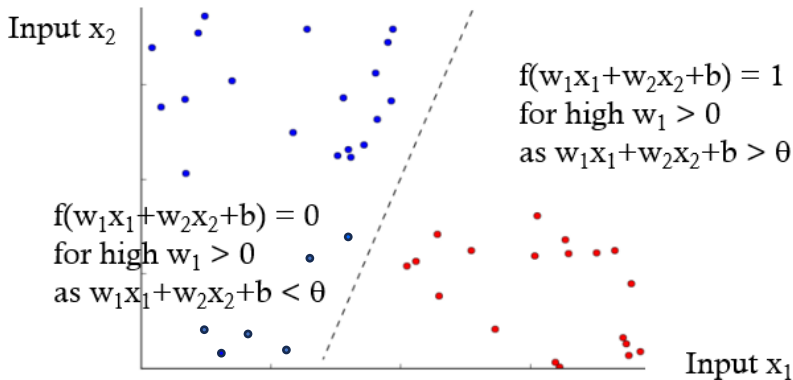 Input x₂
f(w₁x₁+w₂x₂+b) = 1
for high w₁ > 0
as w₁x₁+w₂x₂+b > θ
f(w₁x₁+w₂x₂+b) = 0
for high w₁ > 0
as w₁x₁+w₂x₂+b < θ
Input x₁